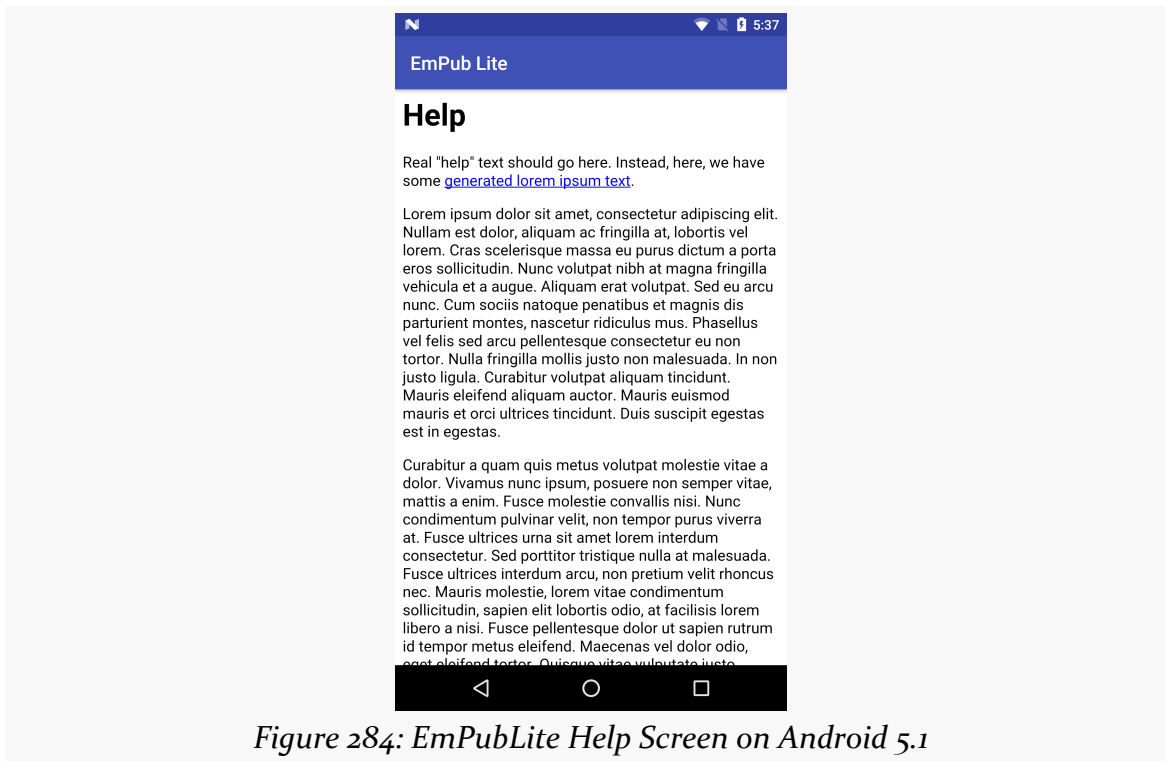 5:37
EmPub Lite
Help
Real "help" text should go here. Instead, here, we have
some generated lorem ipsum text.
Lorem ipsum dolor sit amet, consectetur adipiscing elit.
Nullam est dolor, aliquam ac fringilla at, lobortis vel
lorem. Cras scelerisque massa eu purus dictum a porta
eros sollicitudin. Nunc volutpat nibh at magna fringilla
vehicula et a augue. Aliquam erat volutpat. Sed eu arcu
nunc. Cum sociis natoque penatibus et magnis dis
parturient montes, nascetur ridiculus mus. Phasellus
vel felis sed arcu pellentesque consectetur eu non
tortor. Nulla fringilla mollis justo non malesuada. In non
justo ligula. Curabitur volutpat aliquam tincidunt.
Mauris eleifend aliquam auctor. Mauris euismod
mauris et orci ultrices tincidunt. Duis suscipit egestas
est in egestas.
Curabitur a quam quis metus volutpat molestie vitae a
dolor. Vivamus nunc ipsum, posuere non semper vitae,
mattis a enim. Fusce molestie convallis nisi. Nunc
condimentum pulvinar velit, non tempor purus viverra
at. Fusce ultrices urna sit amet lorem interdum
consectetur. Sed porttitor tristique nulla at malesuada.
Fusce ultrices interdum arcu, non pretium velit rhoncus
nec. Mauris molestie, lorem vitae condimentum
sollicitudin, sapien elit lobortis odio, at facilisis lorem
libero a nisi. Fusce pellentesque dolor ut sapien rutrum
id tempor metus eleifend. Maecenas vel dolor odio,
eget eleifend tortor. Quisque vitae vulputate justo
Figure 284: EmPubLite Help Screen on Android 5.1